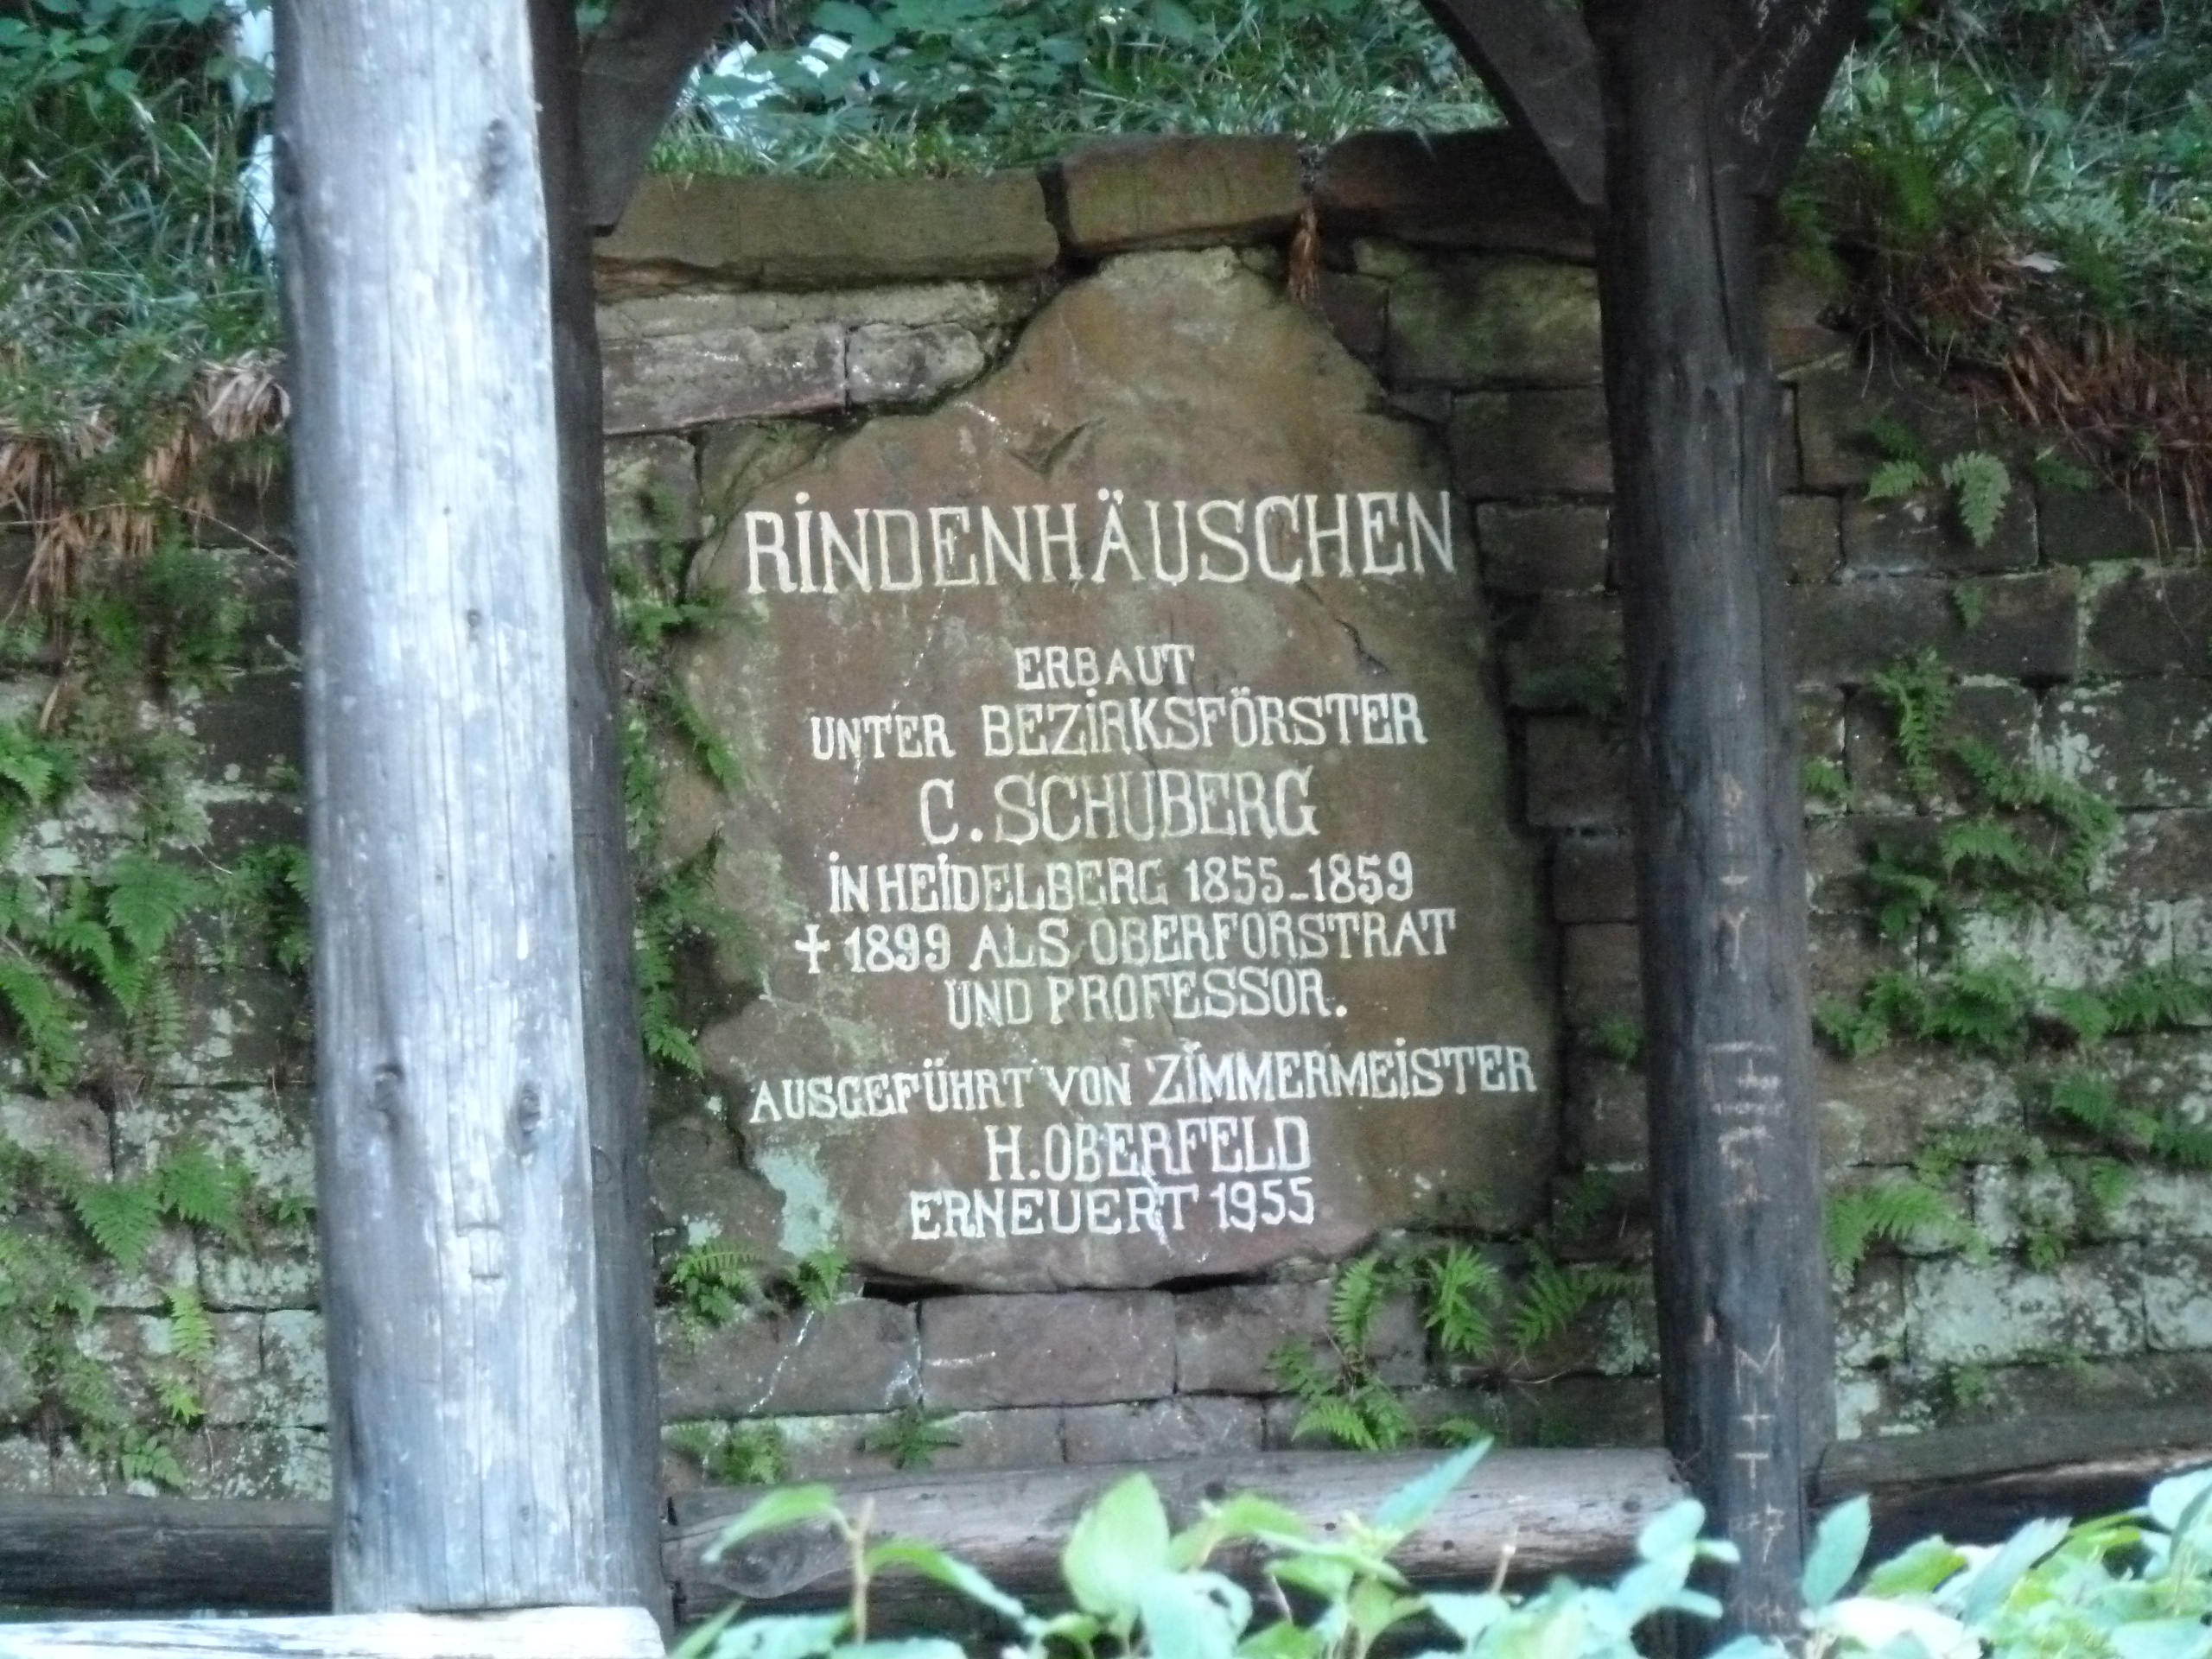 RINDENHÄUSCHEN
ERBAUT
UNTER BEZIRKSFÖRSTER
C. SCHUBERG
IN HEIDELBERG 1855-1859
† 1899 ALS OBERFORSTRAT
UND PROFESSOR.
AUSGEFÜHRT VON ZIMMERMEISTER
H. OBERFELD
ERNEUERT 1955
M
+